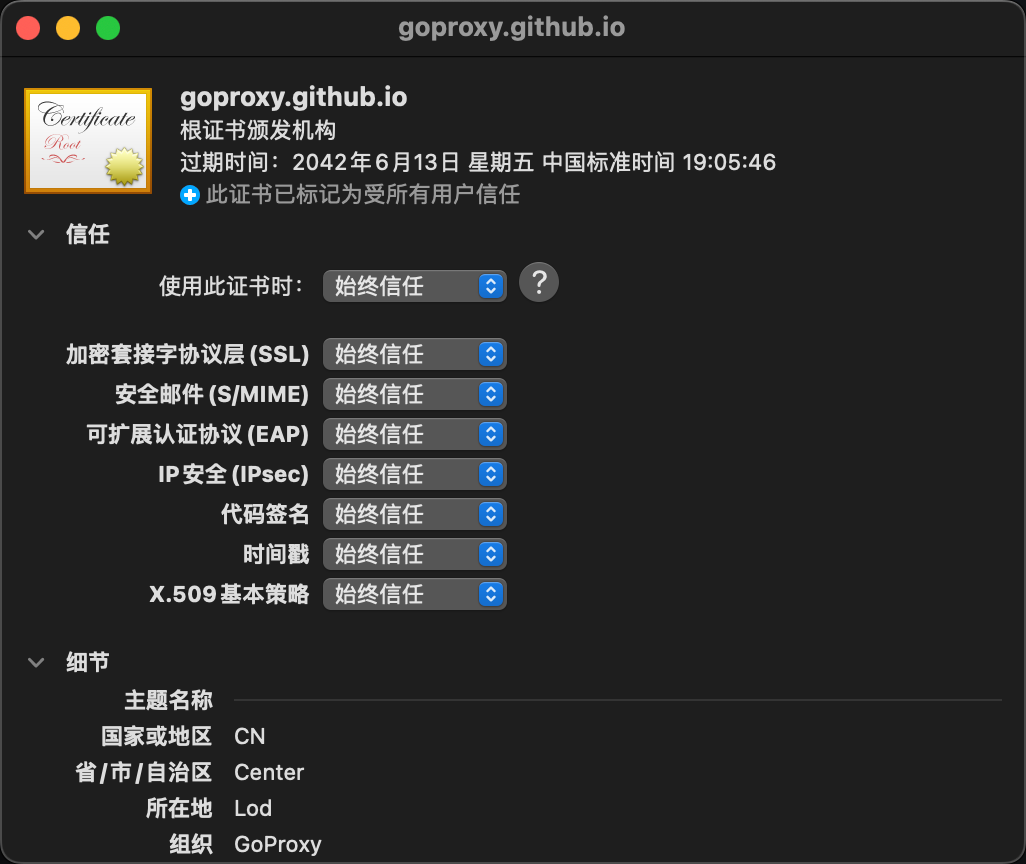 goproxy.github.io
Certificate
Root
goproxy.github.io
根证书颁发机构
过期时间：2042年6月13日 星期五 中国标准时间 19:05:46
此证书已标记为受所有用户信任
信任
使用此证书时： 始终信任 ?
加密套接字协议层 (SSL) 始终信任
安全邮件 (S/MIME) 始终信任
可扩展认证协议 (EAP) 始终信任
IP 安全 (IPsec) 始终信任
代码签名 始终信任
时间戳 始终信任
X.509 基本策略 始终信任
细节
主题名称
国家或地区 CN
省/市/自治区 Center
所在地 Lod
组织 GoProxy